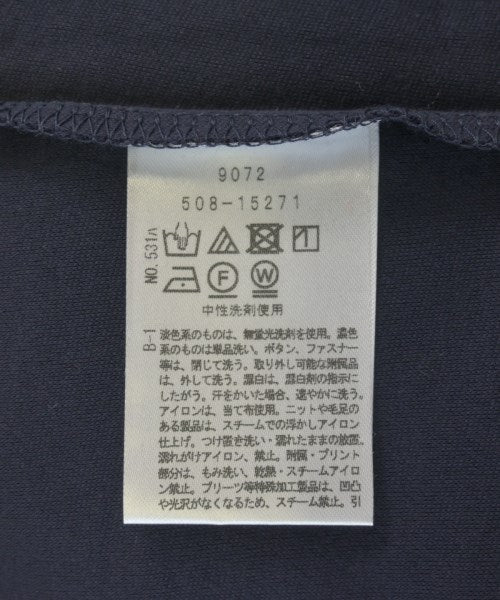 9072
508-15271
NO.531A
F
W
中性洗剤使用
B-1
淡色系のものは、無蛍光洗剤を使用。濃色
系のものは単品洗い。ボタン、ファスナー
等は、閉じて洗う。取り外し可能な附属品
は、外して洗う。漂白は、漂白剤の指示に
したがう。汗をかいた場合、速やかに洗う。
アイロンは、当て布使用。ニットや毛足の
ある製品は、スチームでの浮かしアイロン
仕上げ。つけ置き洗い・濡れたままの放置、
濡れがけアイロン、禁止。附属・プリント
部分は、もみ洗い、乾熱・スチームアイロ
ン禁止。プリーツ等特殊加工製品は、凹凸
や光沢がなくなるため、スチーム禁止。引